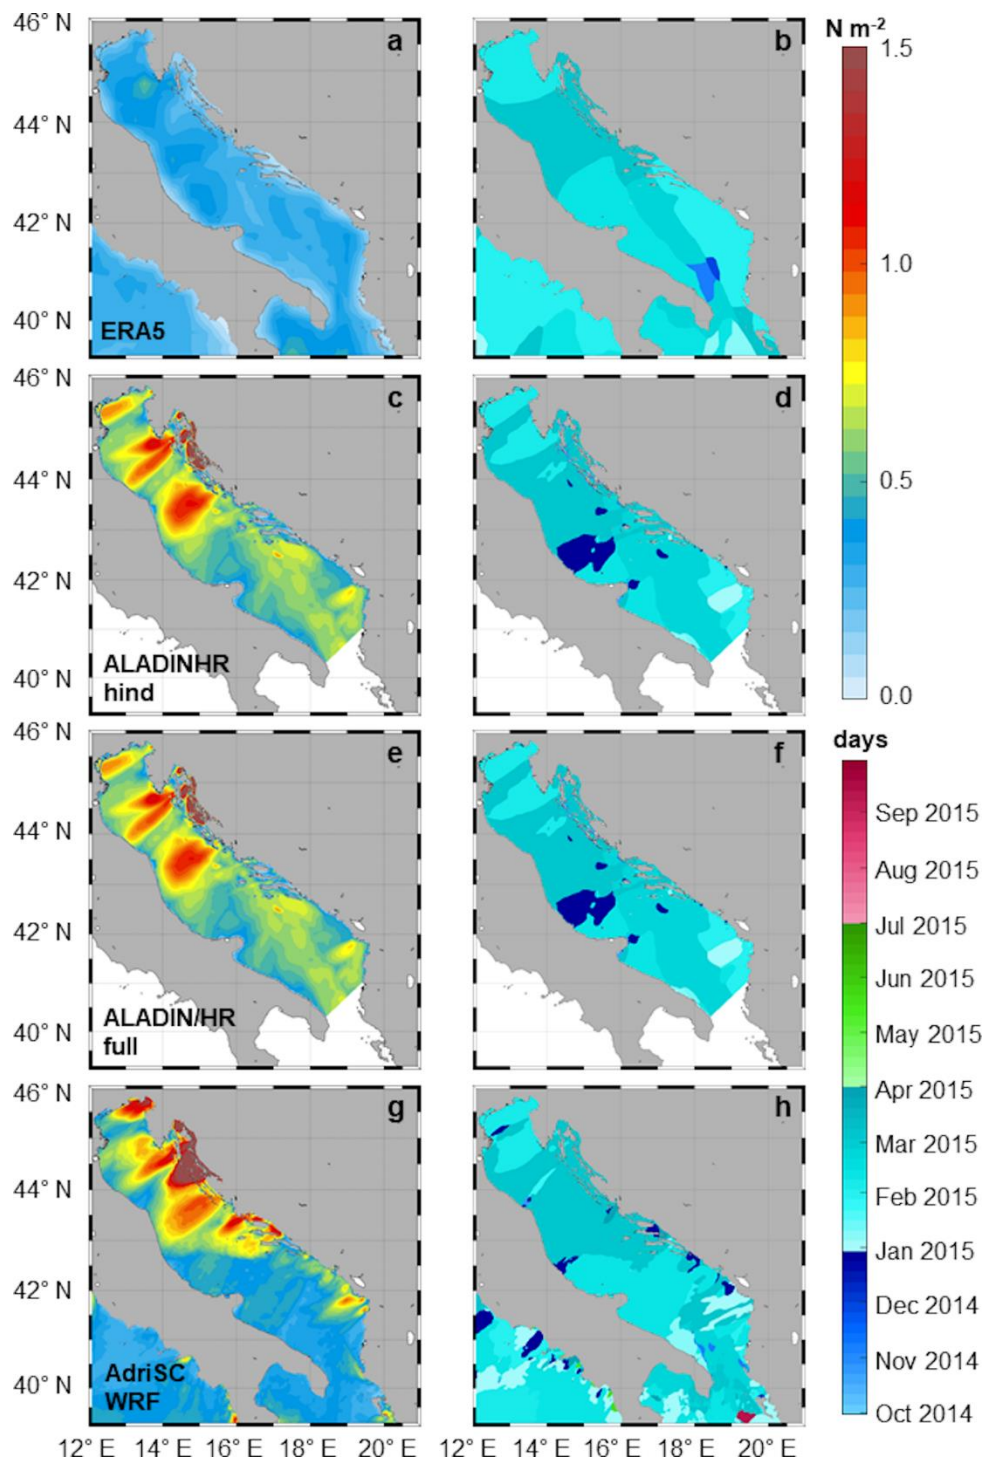 46° N
a
b
N m-2
1.5
44° N
42° N
1.0
40° N
ERA5
46° N
c
d
44° N
0.5
42° N
ALADINHR
hind
40° N
0.0
46° N
e
f
days
44° N
Sep 2015
Aug 2015
42° N
Jul 2015
Jun 2015
ALADIN/HR
full
40° N
May 2015
46° N
g
h
Apr 2015
Mar 2015
44° N
Feb 2015
Jan 2015
42° N
Dec 2014
AdriSC
WRF
40° N
Nov 2014
Oct 2014
12° E 14° E 16° E 18° E 20° E
12° E 14° E 16° E 18° E 20° E